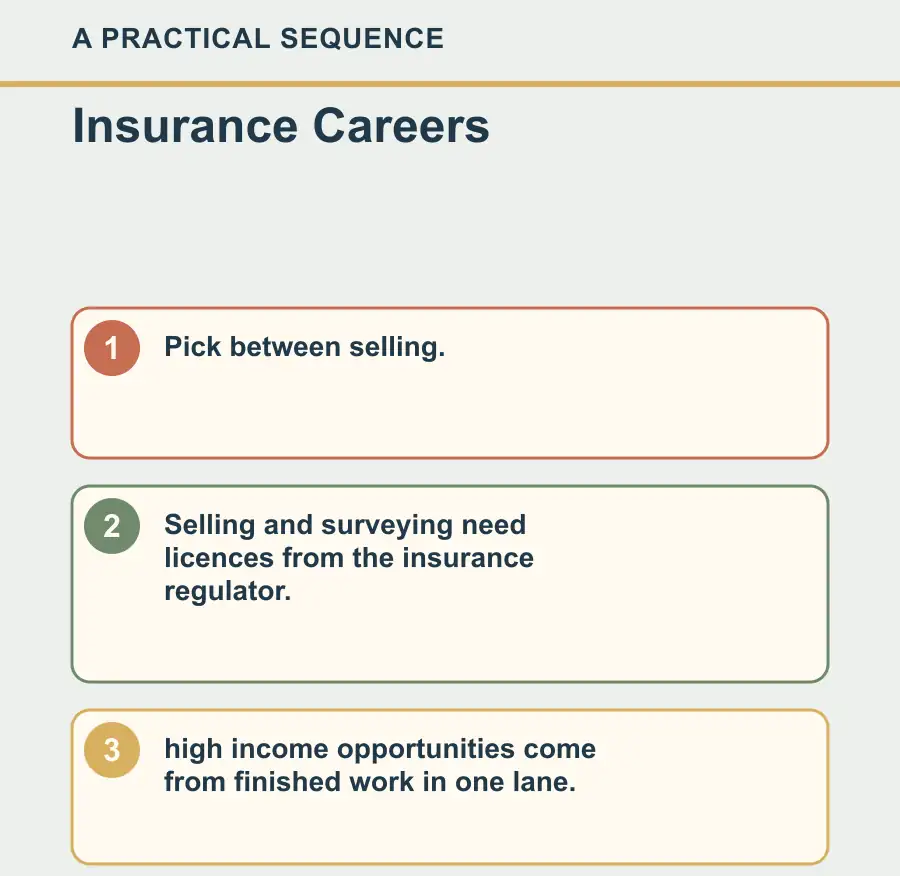 A PRACTICAL SEQUENCE
Insurance Careers
1
Pick between selling.
2
Selling and surveying need
licences from the insurance
regulator.
3
high income opportunities come
from finished work in one lane.